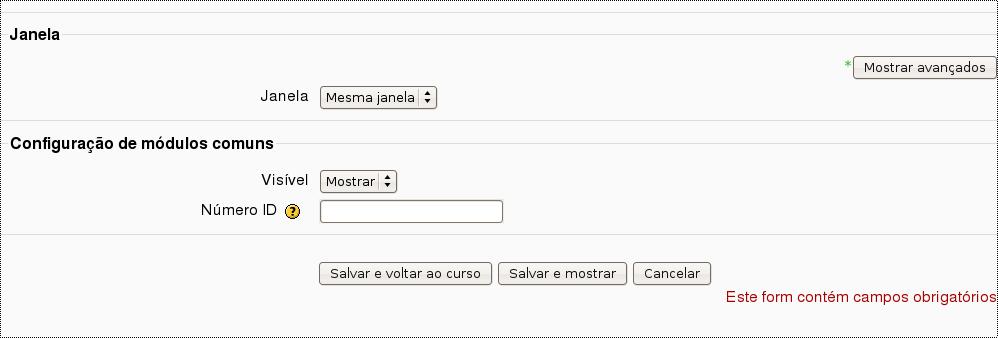 Janela
* Mostrar avançados
Janela Mesma janela
Configuração de módulos comuns
Visível Mostrar
Número ID ?
Salvar e voltar ao curso Salvar e mostrar Cancelar
Este form contém campos obrigatórios